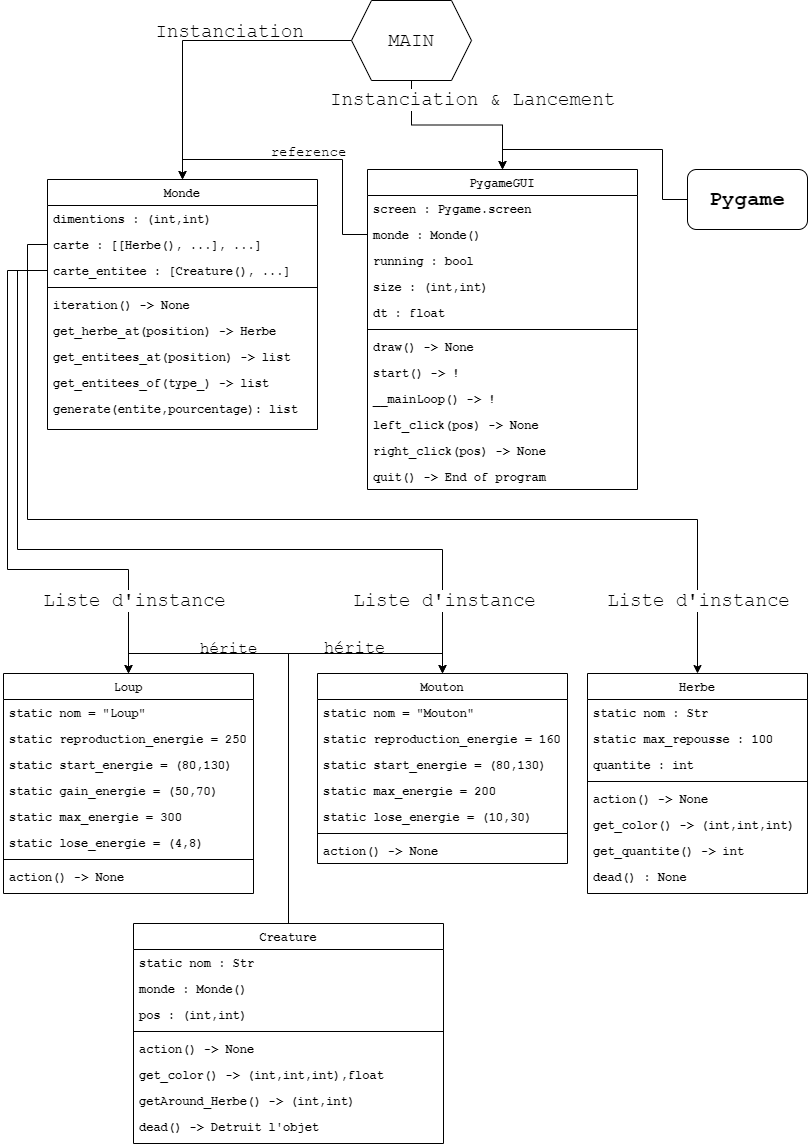 MAIN
Instanciation
Instanciation & Lancement
reference
Pygame
Monde
dimentions : (int,int)
carte : [[Herbe(), ...], ...]
carte_entitee : [Creature(), ...]
iteration() -> None
get_herbe_at(position) -> Herbe
get_entitees_at(position) -> list
get_entitees_of(type_) -> list
generate(entite,pourcentage): list
PygameGUI
screen : Pygame.screen
monde : Monde()
running : bool
size : (int,int)
dt : float
draw() -> None
start() -> !
__mainLoop() -> !
left_click(pos) -> None
right_click(pos) -> None
quit() -> End of program
Liste d'instance
Liste d'instance
Liste d'instance
hérite
hérite
Loup
static nom = "Loup"
static reproduction_energie = 250
static start_energie = (80,130)
static gain_energie = (50,70)
static max_energie = 300
static lose_energie = (4,8)
action() -> None
Mouton
static nom = "Mouton"
static reproduction_energie = 160
static start_energie = (80,130)
static max_energie = 200
static lose_energie = (10,30)
action() -> None
Herbe
static nom : Str
static max_repousse : 100
quantite : int
action() -> None
get_color() -> (int,int,int)
get_quantite() -> int
dead() : None
Creature
static nom : Str
monde : Monde()
pos : (int,int)
action() -> None
get_color() -> (int,int,int),float
getAround_Herbe() -> (int,int)
dead() -> Detruit l'objet